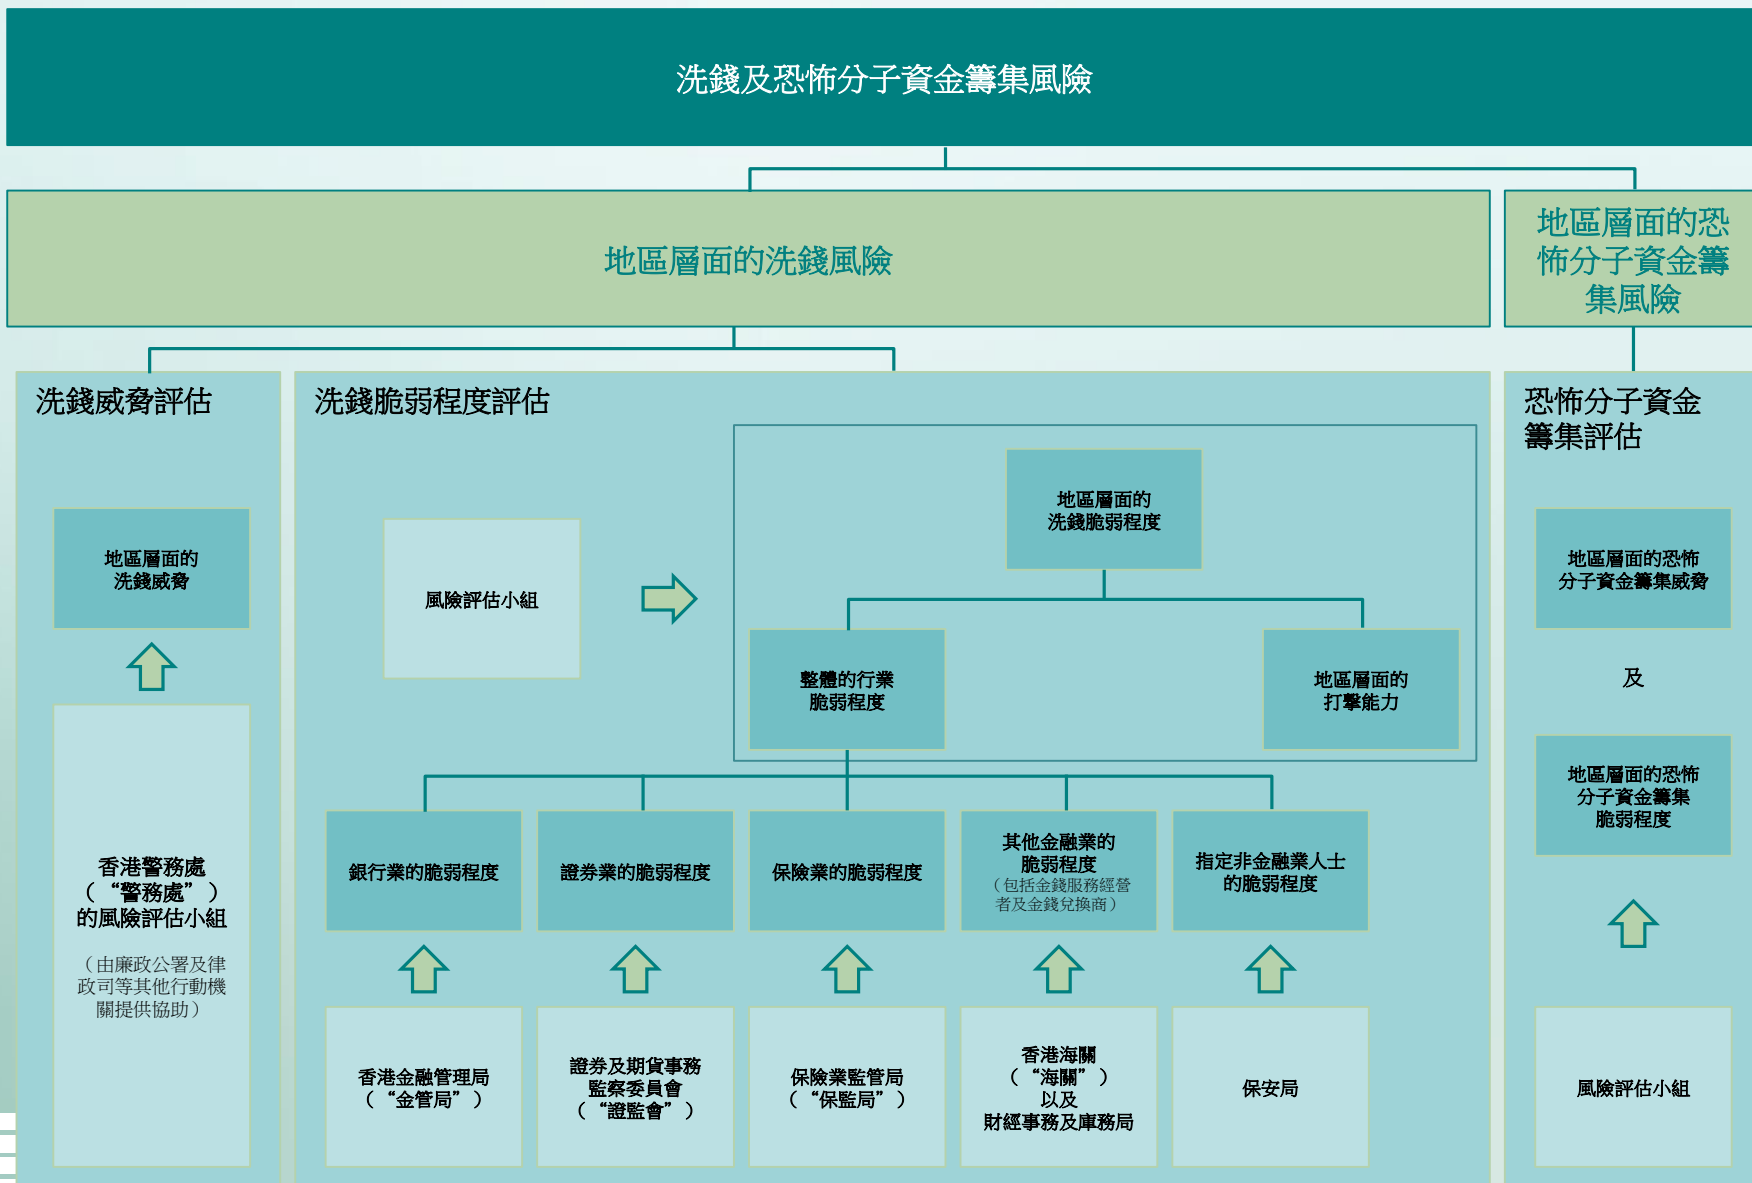 洗錢及恐怖分子資金籌集風險
地區層面的洗錢風險
地區層面的恐
怖分子資金籌
集風險
洗錢威脅評估
地區層面的
洗錢威脅
香港警務處
（“警務處”）
的風險評估小組
（由廉政公署及律
政司等其他行動機
關提供協助）
洗錢脆弱程度評估
風險評估小組
地區層面的
洗錢脆弱程度
整體的行業
脆弱程度
地區層面的
打擊能力
銀行業的脆弱程度
證券業的脆弱程度
保險業的脆弱程度
其他金融業的
脆弱程度
（包括金錢服務經營
者及金錢兌換商）
指定非金融業人士
的脆弱程度
香港金融管理局
（“金管局”）
證券及期貨事務
監察委員會
（“證監會”）
保險業監管局
（“保監局”）
香港海關
（“海關”）
以及
財經事務及庫務局
保安局
恐怖分子資金
籌集評估
地區層面的恐怖
分子資金籌集威脅
及
地區層面的恐怖
分子資金籌集
脆弱程度
風險評估小組